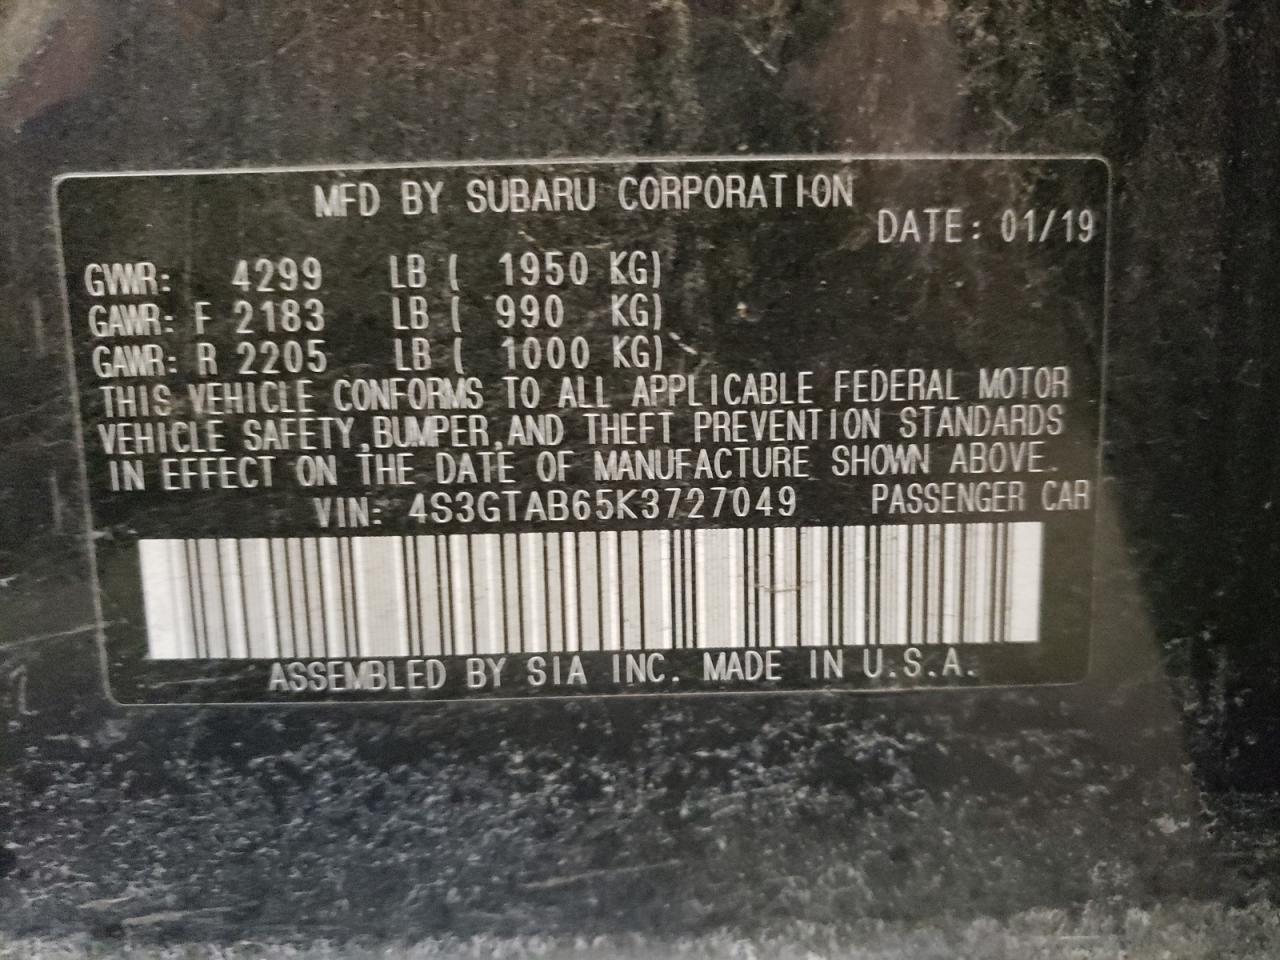 MFD BY SUBARU CORPORATION
DATE: 01/19
GVWR: 4299 LB ( 1950 KG)
GAWR: F 2183 LB ( 990 KG)
GAWR: R 2205 LB ( 1000 KG)
THIS VEHICLE CONFORMS TO ALL APPLICABLE FEDERAL MOTOR
VEHICLE SAFETY,BUMPER,AND THEFT PREVENTION STANDARDS
IN EFFECT ON THE DATE OF MANUFACTURE SHOWN ABOVE.
VIN: 4S3GTAB65K3727049 PASSENGER CAR
ASSEMBLED BY SIA INC. MADE IN U.S.A.